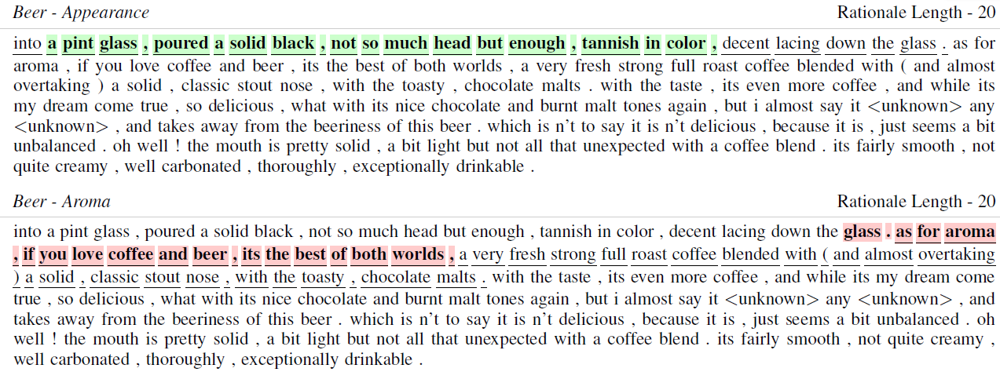 Beer - Appearance Rationale Length - 20
into a pint glass , poured a solid black , not so much head but enough , tannish in color , decent lacing down the glass . as for
aroma , if you love coffee and beer , its the best of both worlds , a very fresh strong full roast coffee blended with ( and almost
overtaking ) a solid , classic stout nose , with the toasty , chocolate malts . with the taste , its even more coffee , and while its
my dream come true , so delicious , what with its nice chocolate and burnt malt tones again , but i almost say it <unknown> any
<unknown> , and takes away from the beeriness of this beer . which is n't to say it is n't delicious , because it is , just seems a bit
unbalanced . oh well ! the mouth is pretty solid , a bit light but not all that unexpected with a coffee blend . its fairly smooth , not
quite creamy , well carbonated , thoroughly , exceptionally drinkable .
Beer - Aroma Rationale Length - 20
into a pint glass , poured a solid black , not so much head but enough , tannish in color , decent lacing down the glass . as for aroma
, if you love coffee and beer , its the best of both worlds , a very fresh strong full roast coffee blended with ( and almost overtaking
) a solid , classic stout nose , with the toasty , chocolate malts . with the taste , its even more coffee , and while its my dream come
true , so delicious , what with its nice chocolate and burnt malt tones again , but i almost say it <unknown> any <unknown> , and
takes away from the beeriness of this beer . which is n't to say it is n't delicious , because it is , just seems a bit unbalanced . oh
well ! the mouth is pretty solid , a bit light but not all that unexpected with a coffee blend . its fairly smooth , not quite creamy ,
well carbonated , thoroughly , exceptionally drinkable .